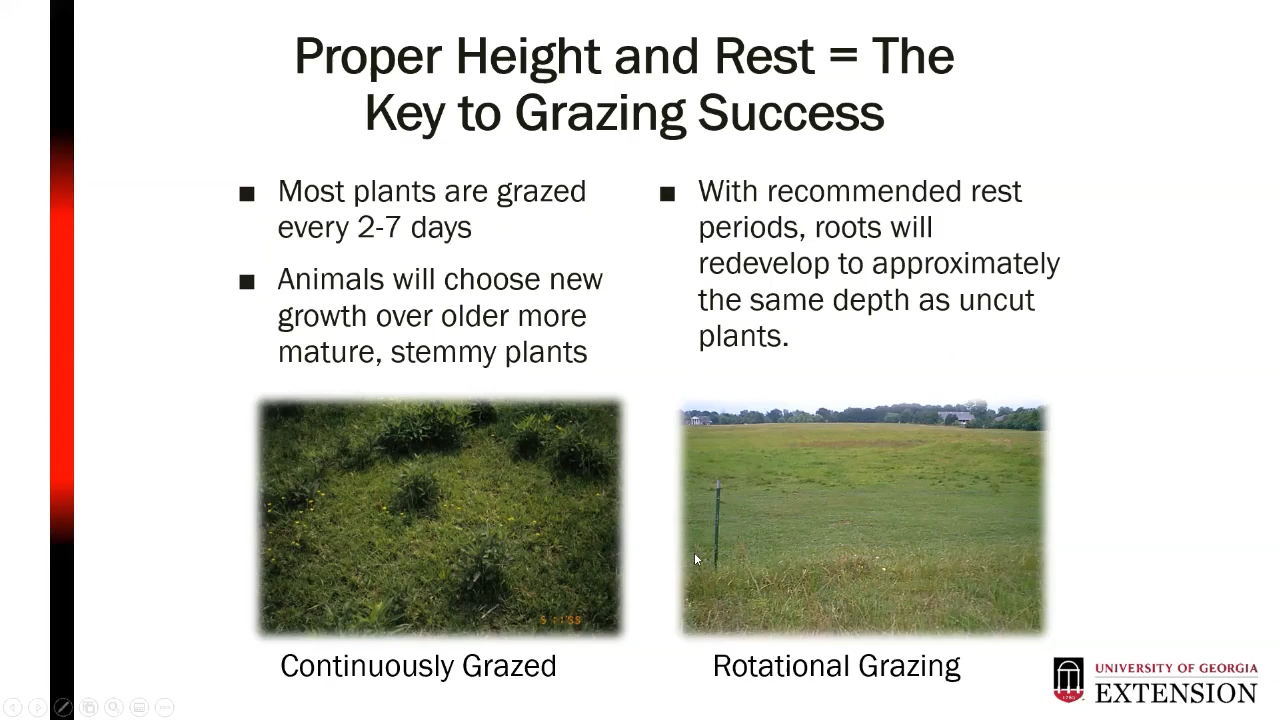 Proper Height and Rest = The
Key to Grazing Success
■ Most plants are grazed
every 2-7 days
■ Animals will choose new
growth over older more
mature, stemmy plants
■ With recommended rest
periods, roots will
redevelop to approximately
the same depth as uncut
plants.
Continuously Grazed
Rotational Grazing
1785
UNIVERSITY OF GEORGIA
EXTENSION